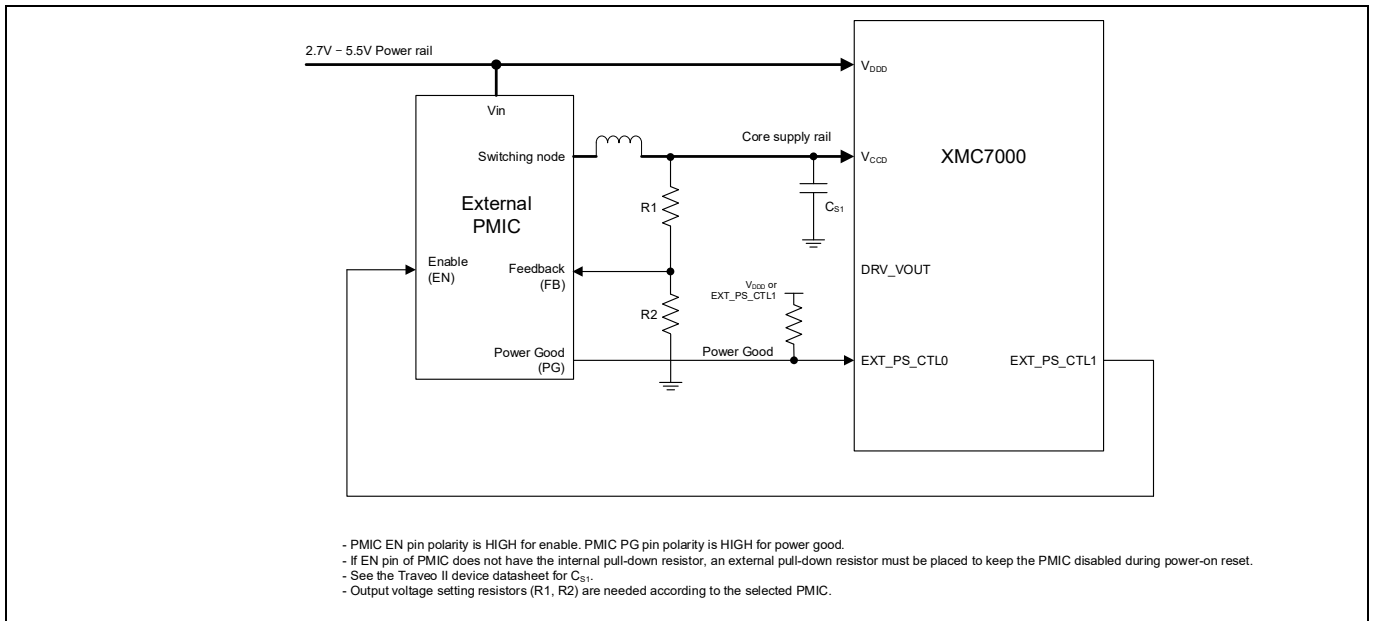 2.7V – 5.5V Power rail
V_DDD
Vin
Core supply rail
Switching node
V_CCD
XMC7000
External
PMIC
R1
C_S1
Enable
(EN)
Feedback
(FB)
DRV_VOUT
V_DDD or
EXT_PS_CTL1
R2
Power Good
(PG)
Power Good
EXT_PS_CTL0
EXT_PS_CTL1
- PMIC EN pin polarity is HIGH for enable. PMIC PG pin polarity is HIGH for power good.
- If EN pin of PMIC does not have the internal pull-down resistor, an external pull-down resistor must be placed to keep the PMIC disabled during power-on reset.
- See the Traveo II device datasheet for C_S1.
- Output voltage setting resistors (R1, R2) are needed according to the selected PMIC.